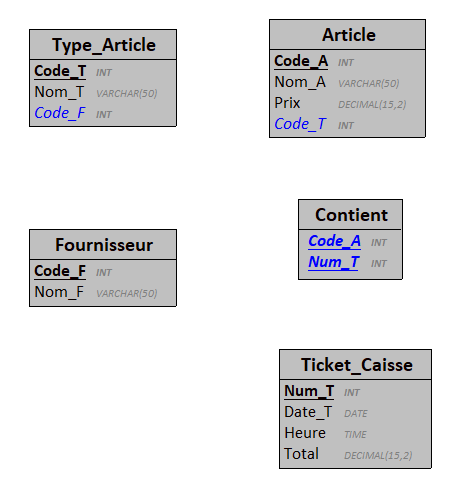 Type_Article
Code_T INT
Nom_T VARCHAR(50)
Code_F INT
Article
Code_A INT
Nom_A VARCHAR(50)
Prix DECIMAL(15,2)
Code_T INT
Fournisseur
Code_F INT
Nom_F VARCHAR(50)
Contient
Code_A INT
Num_T INT
Ticket_Caisse
Num_T INT
Date_T DATE
Heure TIME
Total DECIMAL(15,2)